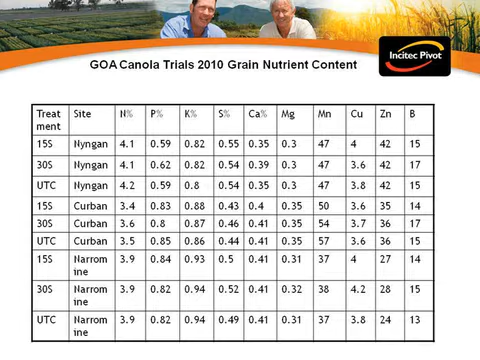 Incitec Pivot
GOA Canola Trials 2010 Grain Nutrient Content
Treat ment Site N% P% K% S% Ca% Mg Mn Cu Zn B
15S Nyngan 4.1 0.59 0.82 0.55 0.35 0.3 47 4 42 15
30S Nyngan 4.1 0.62 0.82 0.54 0.39 0.3 47 3.6 42 17
UTC Nyngan 4.2 0.59 0.8 0.54 0.35 0.3 47 3.8 42 15
15S Curban 3.4 0.83 0.88 0.43 0.4 0.35 50 3.6 35 14
30S Curban 3.6 0.8 0.87 0.46 0.41 0.35 54 3.7 36 17
UTC Curban 3.5 0.85 0.86 0.44 0.41 0.35 57 3.6 36 15
15S Narrom ine 3.9 0.84 0.93 0.5 0.41 0.31 37 4 27 14
30S Narrom ine 3.9 0.82 0.94 0.52 0.41 0.32 38 4.2 28 15
UTC Narrom ine 3.9 0.82 0.94 0.49 0.41 0.31 37 3.8 24 13